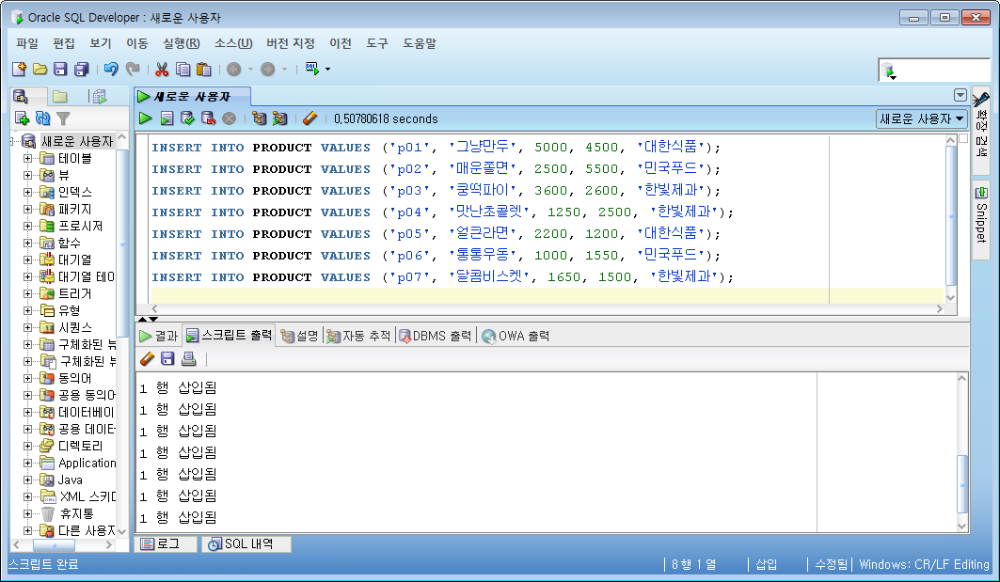 Oracle SQL Developer : 새로운 사용자
파일 편집 보기 이동 실행(R) 소스(U) 버전 지정 이전 도구 도움말
새로운 사용자
0,50780618 seconds
새로운 사용자
새로운 사용자
테이블
뷰
인덱스
패키지
프로시저
함수
대기열
대기열 테이
트리거
유형
시퀀스
구체화된 뷰
구체화된 뷰
동의어
공용 동의어
데이터베이
공용 데이터
디렉토리
Application
Java
XML 스키
휴지통
다른 사용자
INSERT INTO PRODUCT VALUES ('p01', '그냥만두', 5000, 4500, '대한식품');
INSERT INTO PRODUCT VALUES ('p02', '매운쫄면', 2500, 5500, '민국푸드');
INSERT INTO PRODUCT VALUES ('p03', '쿵떡파이', 3600, 2600, '한빛제과');
INSERT INTO PRODUCT VALUES ('p04', '맛난초콜렛', 1250, 2500, '한빛제과');
INSERT INTO PRODUCT VALUES ('p05', '얼큰라면', 2200, 1200, '대한식품');
INSERT INTO PRODUCT VALUES ('p06', '통통우동', 1000, 1550, '민국푸드');
INSERT INTO PRODUCT VALUES ('p07', '달콤비스켓', 1650, 1500, '한빛제과');
결과 스크립트 출력 설명 자동 추적 DBMS 출력 OWA 출력
1 행 삽입됨
1 행 삽입됨
1 행 삽입됨
1 행 삽입됨
1 행 삽입됨
1 행 삽입됨
1 행 삽입됨
로그 SQL 내역
확장 검색
Snippet
스크립트 완료 8 행 1 열 삽입 수정됨 Windows: CR/LF Editing